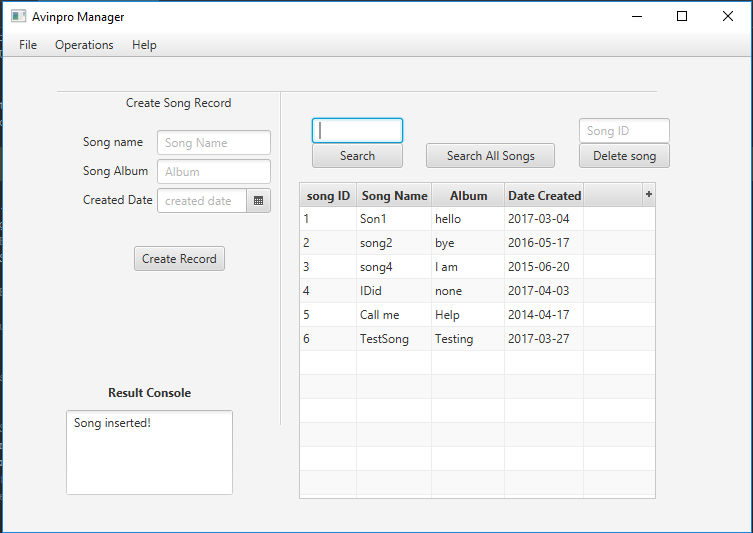 Avinpro Manager
File Operations Help
Create Song Record
Song name Song Name
Song Album Album
Created Date created date
Create Record
Result Console
Song inserted!
Song ID
Search Search All Songs Delete song
song ID Song Name Album Date Created +
1 Son1 hello 2017-03-04
2 song2 bye 2016-05-17
3 song4 I am 2015-06-20
4 IDid none 2017-04-03
5 Call me Help 2014-04-17
6 TestSong Testing 2017-03-27